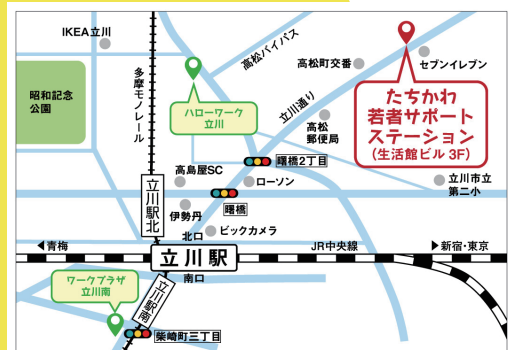 IKEA立川
高松バイパス
高松町交番
セブンイレブン
昭和記念
公園
多摩モノレール
ハローワーク
立川
立川通り
たちかわ
若者サポート
ステーション
(生活館ビル 3F)
高松
郵便局
曙橋2丁目
高島屋SC
ローソン
立川市立
第二小
立川駅北
曙橋
伊勢丹
北口
ビックカメラ
◀青梅
立川駅
JR中央線
▶新宿・東京
ワークプラザ
立川南
南口
立川駅南
柴崎町三丁目